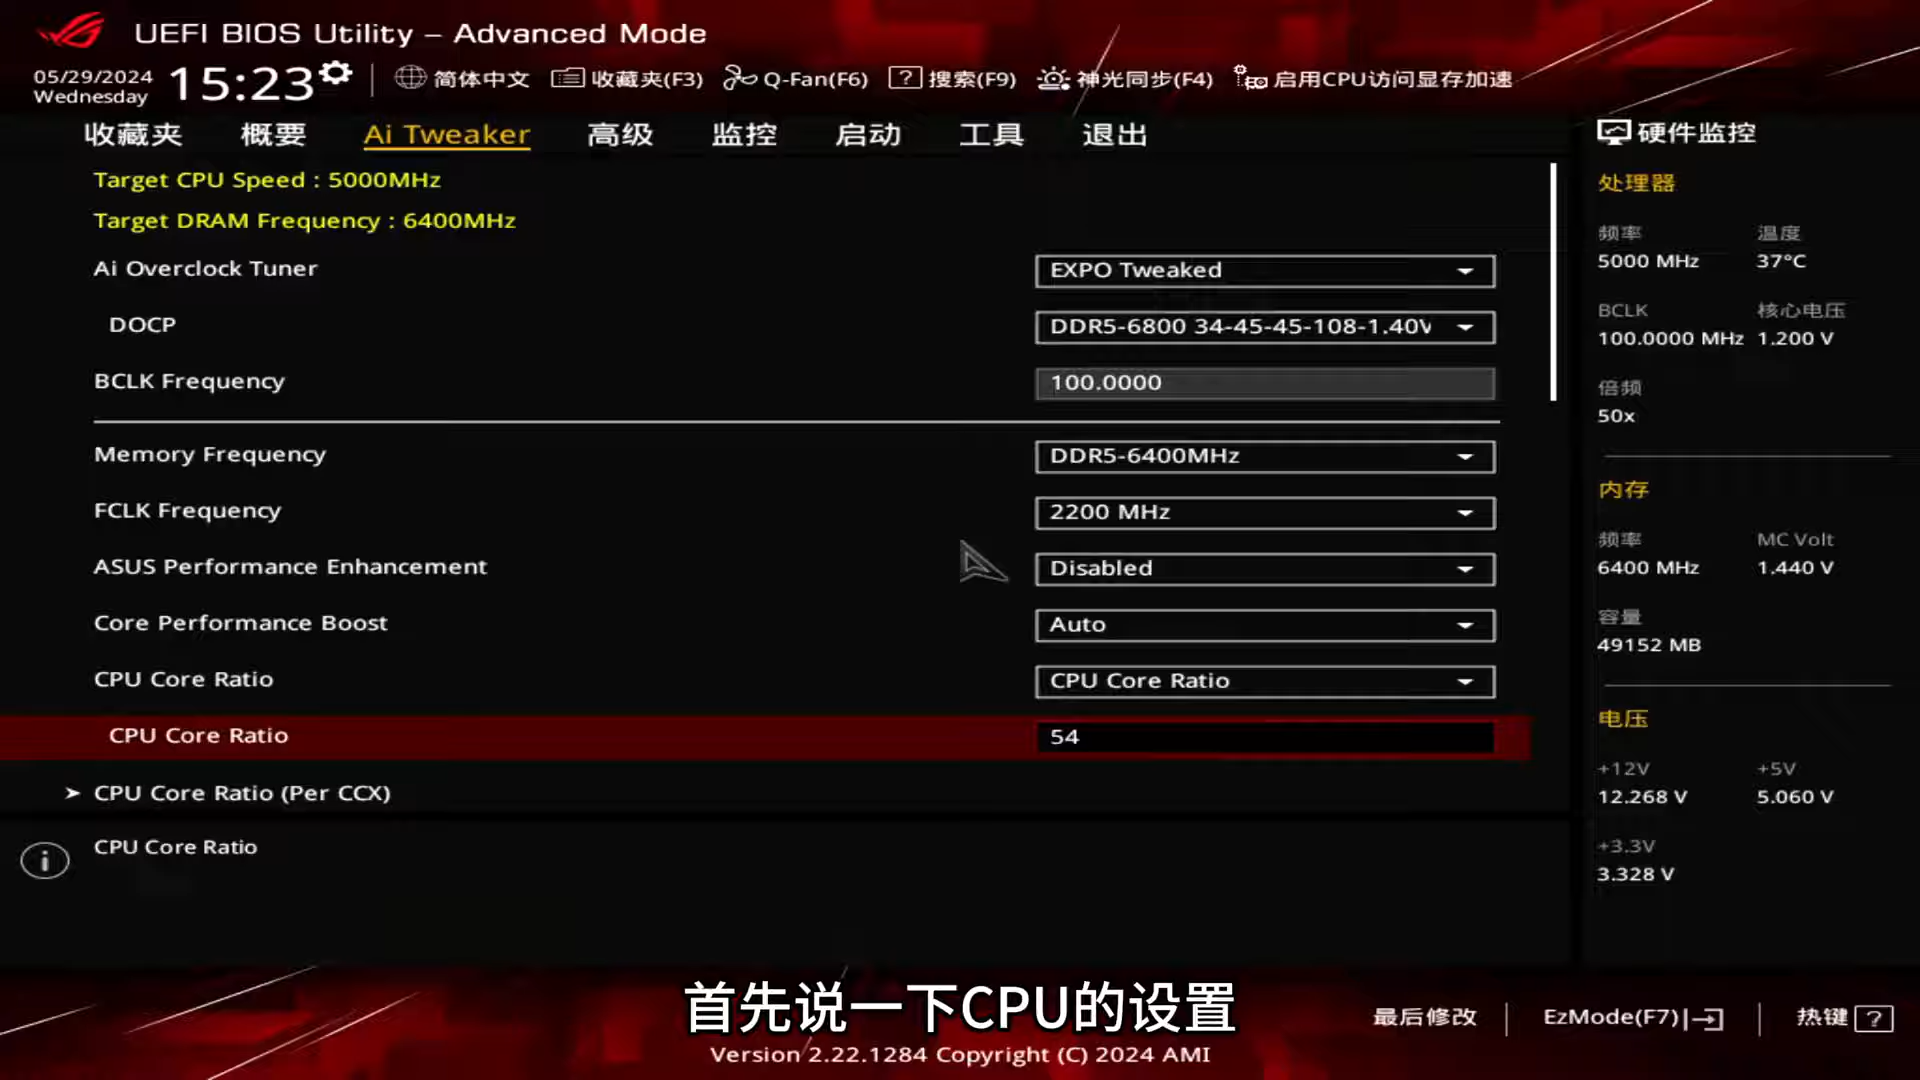 UEFI BIOS Utility – Advanced Mode
05/29/2024
Wednesday
15:23
简体中文
收藏夹(F3)
Q-Fan(F6)
搜索(F9)
神光同步(F4)
启用CPU访问显存加速
收藏夹
概要
Ai Tweaker
高级
监控
启动
工具
退出
Target CPU Speed : 5000MHz
Target DRAM Frequency : 6400MHz
Ai Overclock Tuner
EXPO Tweaked
DOCP
DDR5-6800 34-45-45-108-1.40V
BCLK Frequency
100.0000
Memory Frequency
DDR5-6400MHz
FCLK Frequency
2200 MHz
ASUS Performance Enhancement
Disabled
Core Performance Boost
Auto
CPU Core Ratio
CPU Core Ratio
CPU Core Ratio
54
CPU Core Ratio (Per CCX)
CPU Core Ratio
硬件监控
处理器
频率 温度
5000 MHz 37°C
BCLK 核心电压
100.0000 MHz 1.200 V
倍频
50x
内存
频率 MC Volt
6400 MHz 1.440 V
容量
49152 MB
电压
+12V +5V
12.268 V 5.060 V
+3.3V
3.328 V
首先说一下CPU的设置
最后修改
EzMode(F7)
热键 ?
Version 2.22.1284 Copyright (C) 2024 AMI